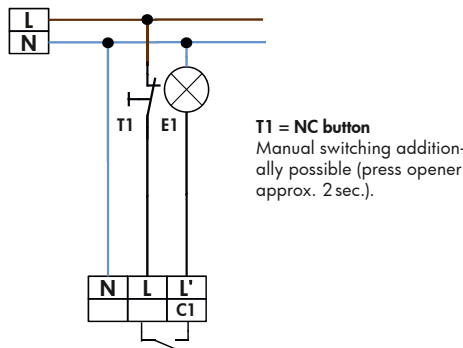 L
N
T1 E1
T1 = NC button
Manual switching addition-
ally possible (press opener
approx. 2 sec.).
N L L'
C1